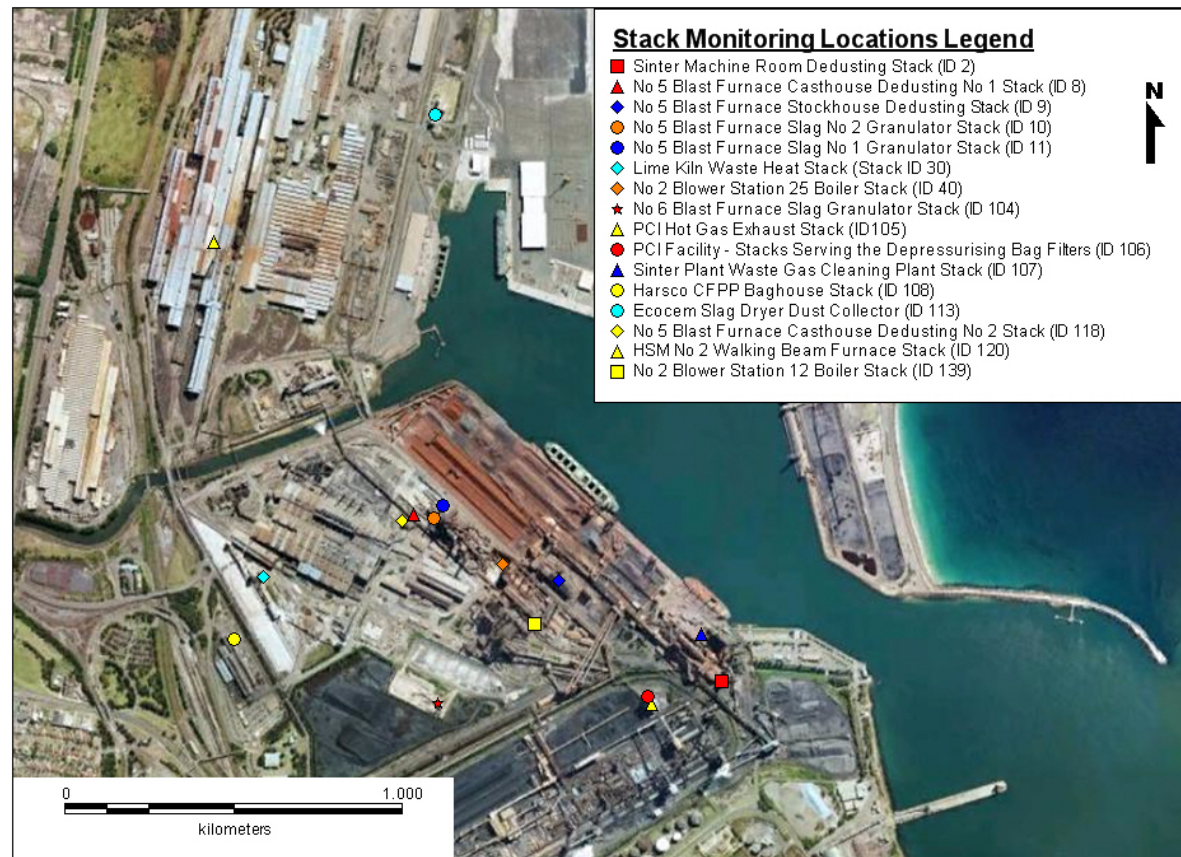 Stack Monitoring Locations Legend
Sinter Machine Room Dedusting Stack (ID 2)
No 5 Blast Furnace Casthouse Dedusting No 1 Stack (ID 8)
No 5 Blast Furnace Stockhouse Dedusting Stack (ID 9)
No 5 Blast Furnace Slag No 2 Granulator Stack (ID 10)
No 5 Blast Furnace Slag No 1 Granulator Stack (ID 11)
Lime Kiln Waste Heat Stack (Stack ID 30)
No 2 Blower Station 25 Boiler Stack (ID 40)
No 6 Blast Furnace Slag Granulator Stack (ID 104)
PCI Hot Gas Exhaust Stack (ID105)
PCI Facility - Stacks Serving the Depressurising Bag Filters (ID 106)
Sinter Plant Waste Gas Cleaning Plant Stack (ID 107)
Harsco CFPP Baghouse Stack (ID 108)
Ecocem Slag Dryer Dust Collector (ID 113)
No 5 Blast Furnace Casthouse Dedusting No 2 Stack (ID 118)
HSM No 2 Walking Beam Furnace Stack (ID 120)
No 2 Blower Station 12 Boiler Stack (ID 139)
N
0 1.000
kilometers